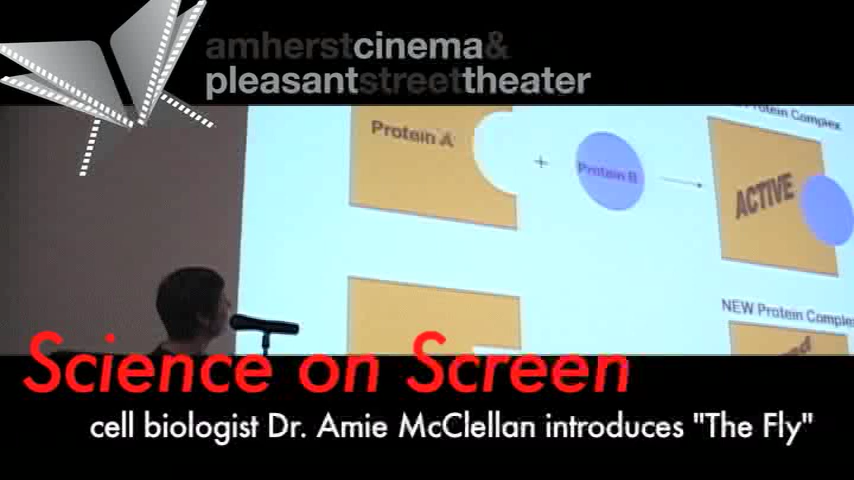 amherstcinema&
pleasantstreettheater
Protein Complex
Protein A
+
Protein B
ACTIVE
NEW Protein Complex
Science on Screen
cell biologist Dr. Amie McClellan introduces "The Fly"